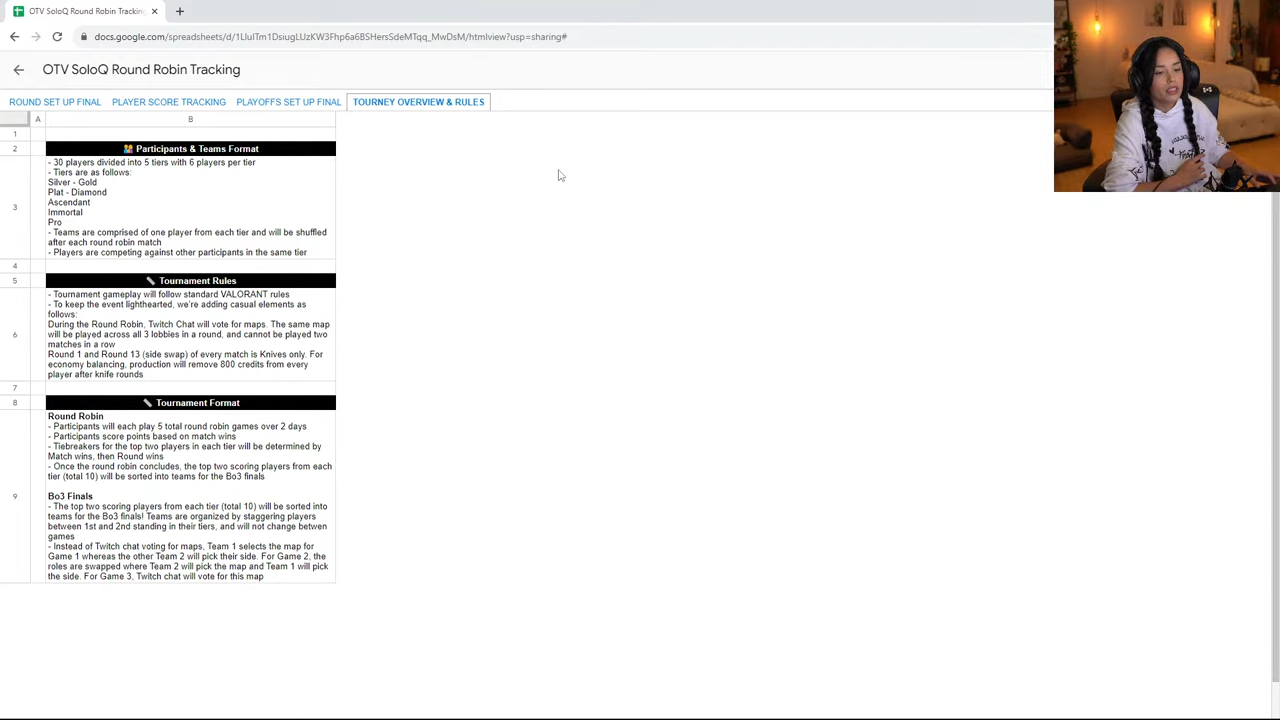 OTV SoloQ Round Robin Tracking
docs.google.com/spreadsheets/d/1LluITm1DsiugLUzKW3Fhp6a6BSHersSdeMTqq_MwDsM/htmlview?usp=sharing#
OTV SoloQ Round Robin Tracking
ROUND SET UP FINAL PLAYER SCORE TRACKING PLAYOFFS SET UP FINAL TOURNEY OVERVIEW & RULES
A B
1
2 Participants & Teams Format
- 30 players divided into 5 tiers with 6 players per tier
- Tiers are as follows:
Silver - Gold
Plat - Diamond
Ascendant
3 Immortal
Pro
- Teams are comprised of one player from each tier and will be shuffled
after each round robin match
- Players are competing against other participants in the same tier
4
5 Tournament Rules
- Tournament gameplay will follow standard VALORANT rules
- To keep the event lighthearted, we're adding casual elements as
follows:
During the Round Robin, Twitch Chat will vote for maps. The same map
6 will be played across all 3 lobbies in a round, and cannot be played two
matches in a row
Round 1 and Round 13 (side swap) of every match is Knives only. For
economy balancing, production will remove 800 credits from every
player after knife rounds
7
8 Tournament Format
Round Robin
- Participants will each play 5 total round robin games over 2 days
- Participants score points based on match wins
- Tiebreakers for the top two players in each tier will be determined by
Match wins, then Round wins
- Once the round robin concludes, the top two scoring players from each
tier (total 10) will be sorted into teams for the Bo3 finals
9 Bo3 Finals
- The top two scoring players from each tier (total 10) will be sorted into
teams for the Bo3 finals! Teams are organized by staggering players
between 1st and 2nd standing in their tiers, and will not change betwen
games
- Instead of Twitch chat voting for maps, Team 1 selects the map for
Game 1 whereas the other Team 2 will pick their side. For Game 2, the
roles are swapped where Team 2 will pick the map and Team 1 will pick
the side. For Game 3, Twitch chat will vote for this map